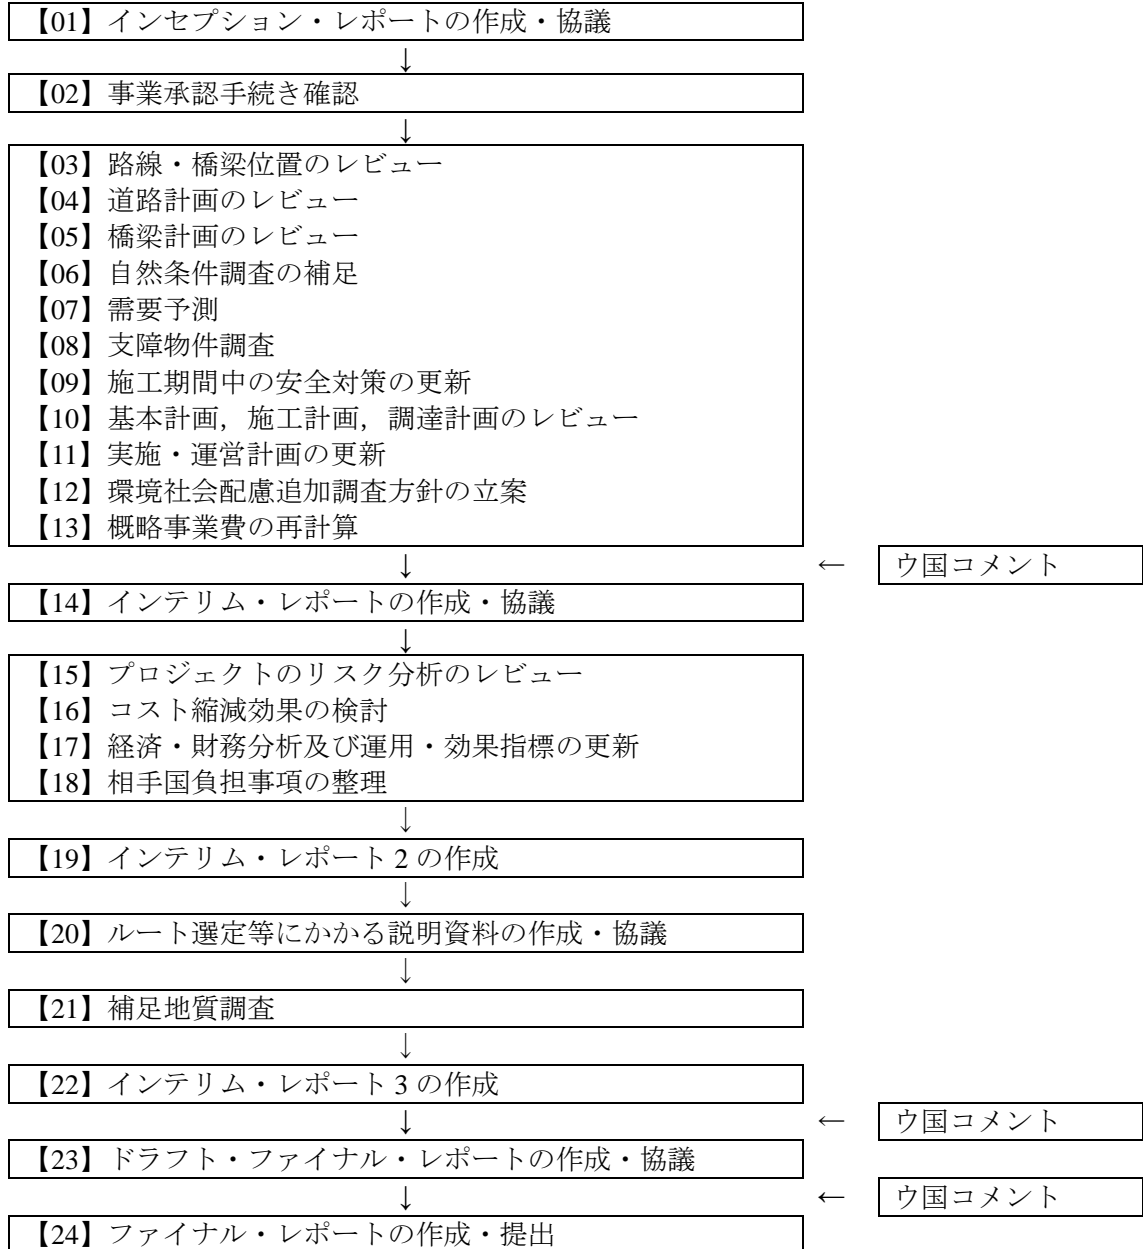 【01】インセプション・レポートの作成・協議
↓
【02】事業承認手続き確認
↓
【03】路線・橋梁位置のレビュー
【04】道路計画のレビュー
【05】橋梁計画のレビュー
【06】自然条件調査の補足
【07】需要予測
【08】支障物件調査
【09】施工期間中の安全対策の更新
【10】基本計画，施工計画，調達計画のレビュー
【11】実施・運営計画の更新
【12】環境社会配慮追加調査方針の立案
【13】概略事業費の再計算
↓ ← ウ国コメント
【14】インテリム・レポートの作成・協議
↓
【15】プロジェクトのリスク分析のレビュー
【16】コスト縮減効果の検討
【17】経済・財務分析及び運用・効果指標の更新
【18】相手国負担事項の整理
↓
【19】インテリム・レポート 2 の作成
↓
【20】ルート選定等にかかる説明資料の作成・協議
↓
【21】補足地質調査
↓
【22】インテリム・レポート 3 の作成
↓ ← ウ国コメント
【23】ドラフト・ファイナル・レポートの作成・協議
↓ ← ウ国コメント
【24】ファイナル・レポートの作成・提出